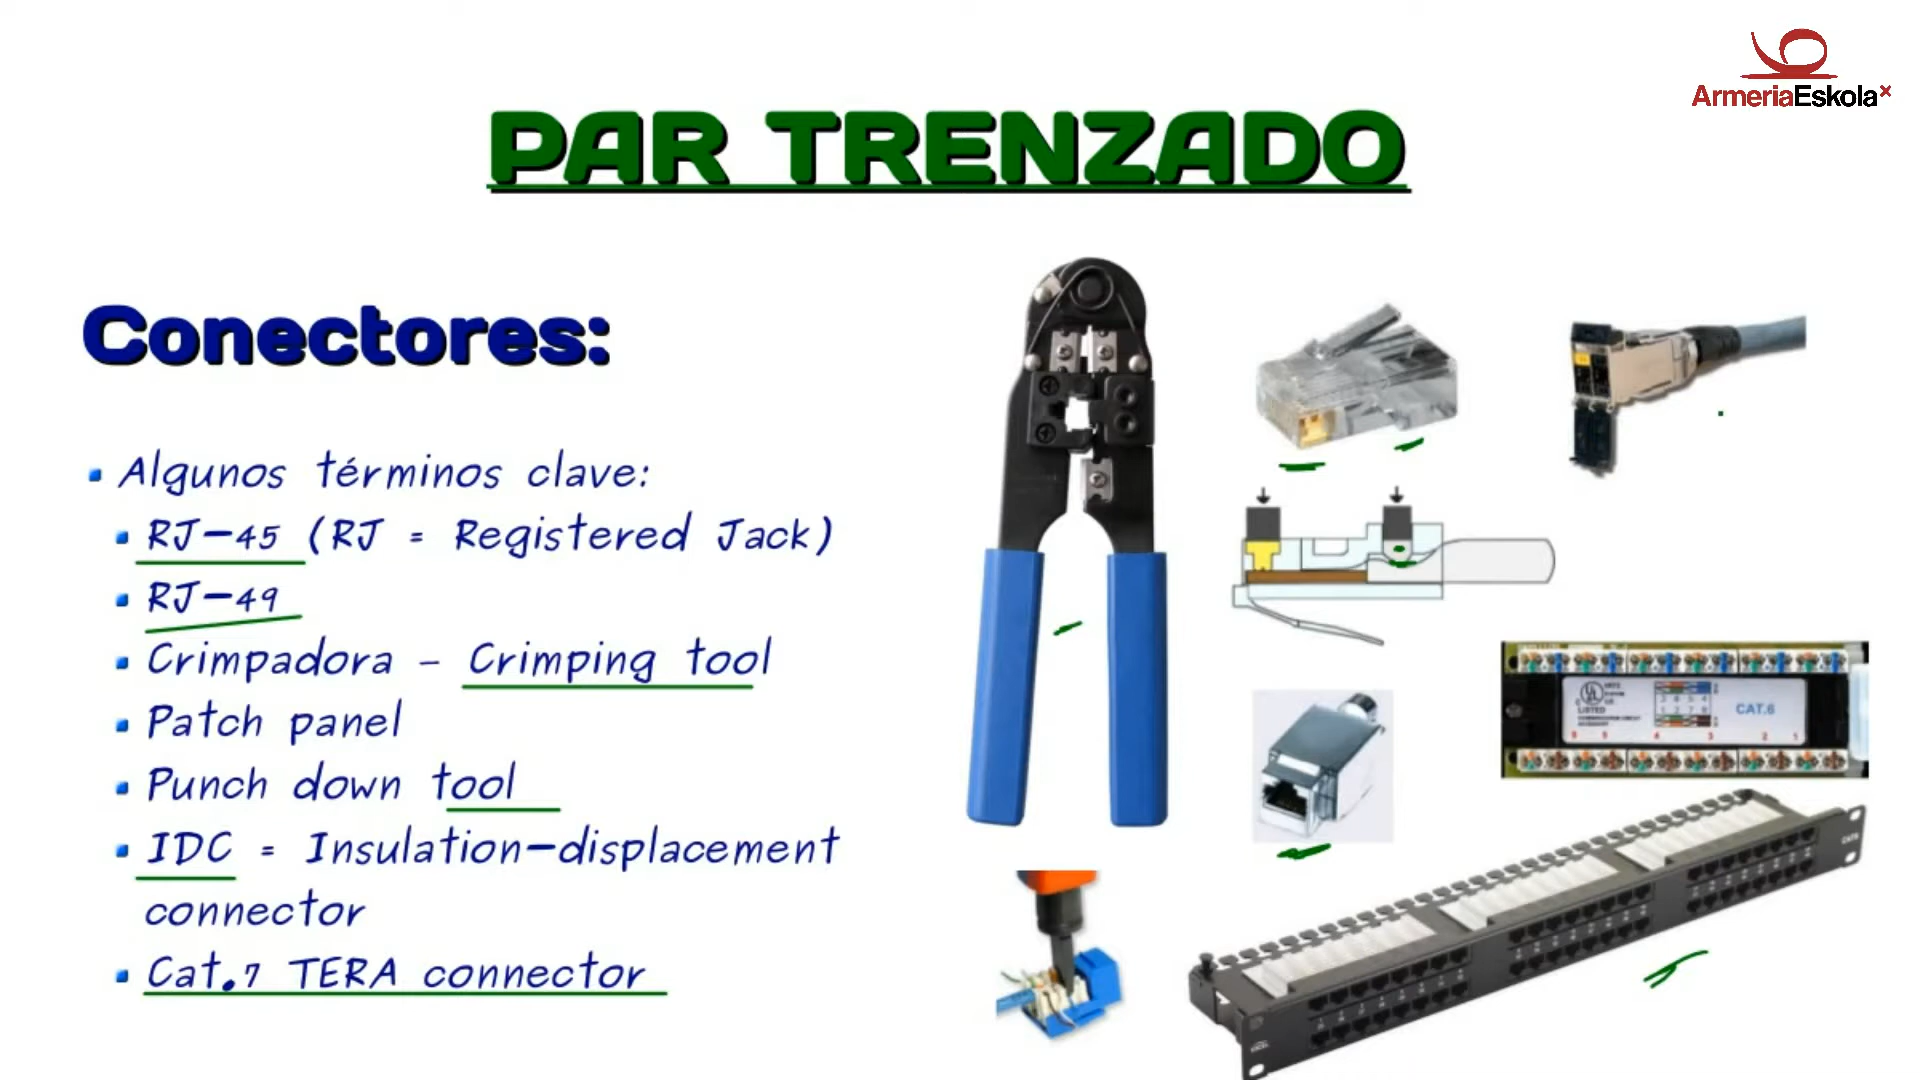 ArmeriaEskola
PAR TRENZADO
Conectores:
Algunos términos clave:
RJ-45 (RJ = Registered Jack)
RJ-49
Crimpadora - Crimping tool
Patch panel
Punch down tool
IDC = Insulation-displacement
connector
Cat.7 TERA connector
LISTED
CAT.6